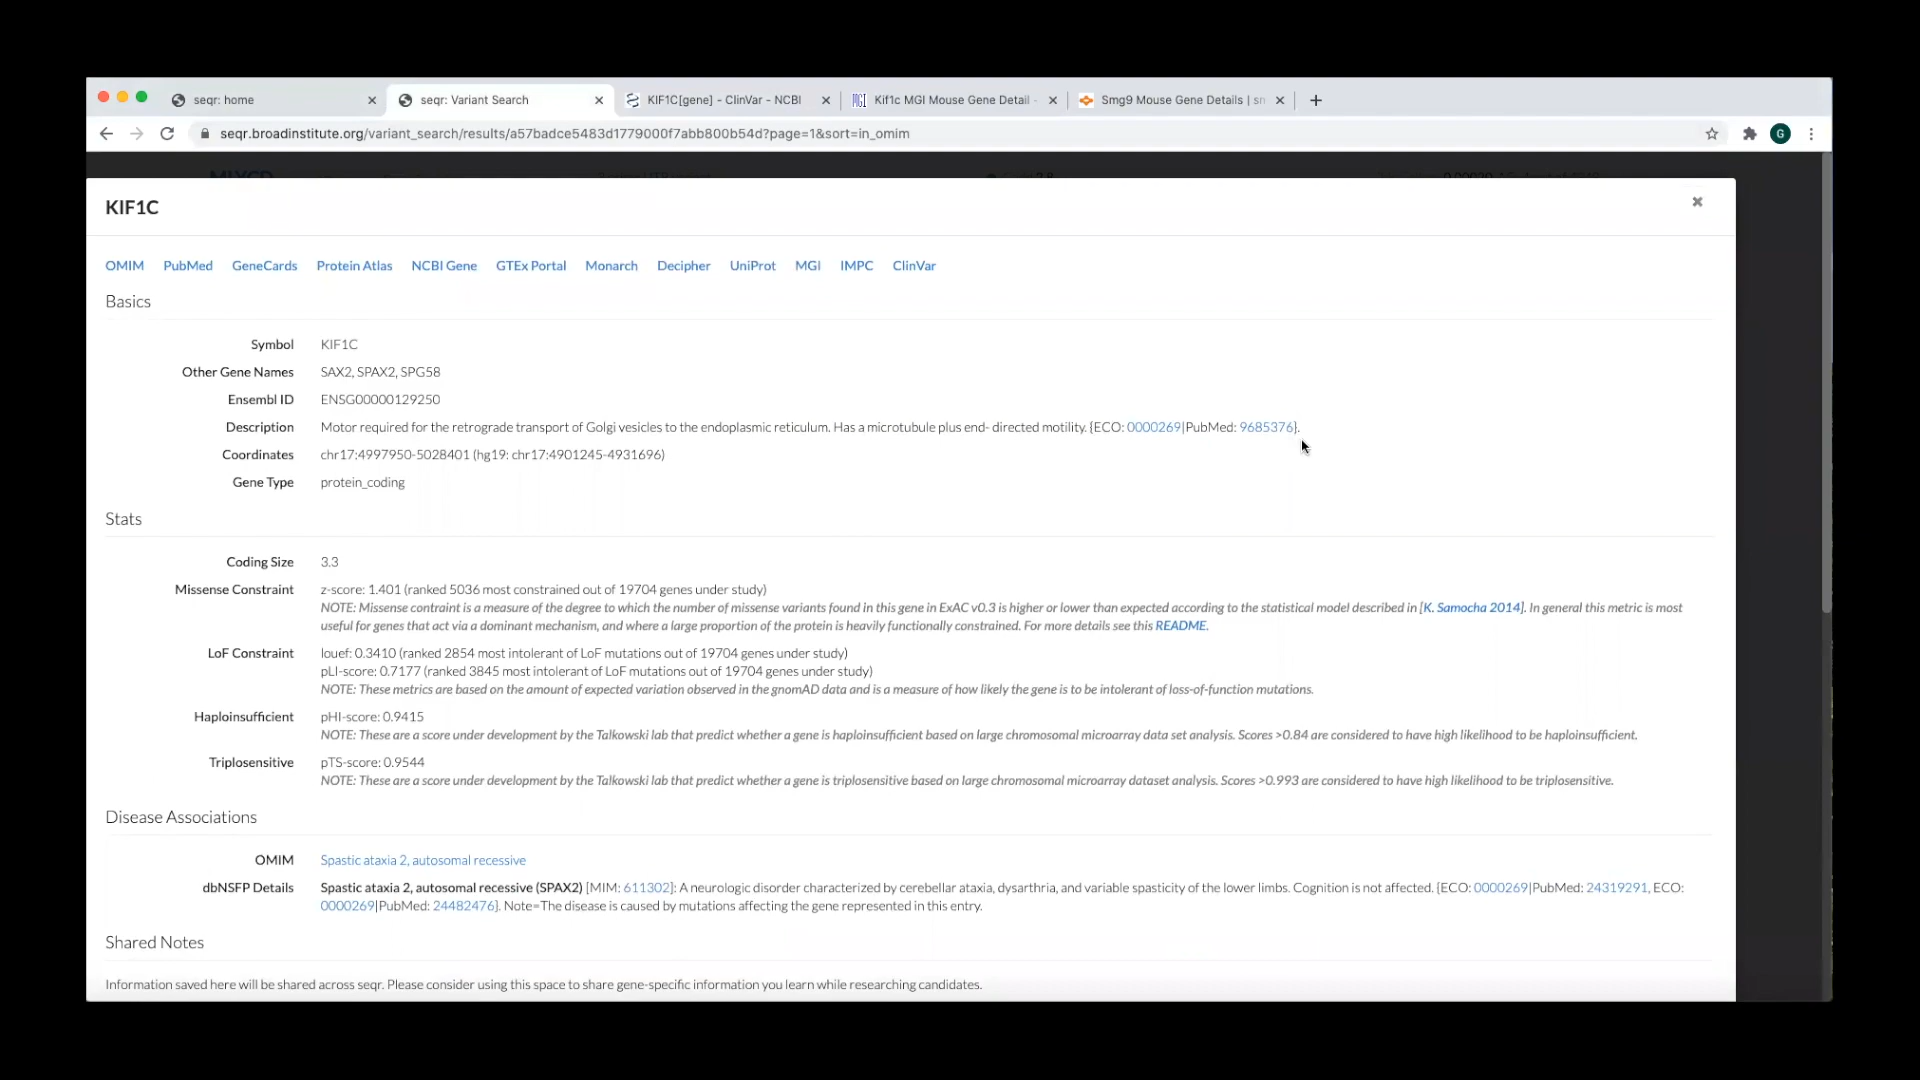 seqr: home
seqr: Variant Search
KIF1C[gene] - ClinVar - NCBI
Kif1c MGI Mouse Gene Detail -
Smg9 Mouse Gene Details | sn
seqr.broadinstitute.org/variant_search/results/a57badce5483d1779000f7abb800b54d?page=1&sort=in_omim
G
MLYCD
KIF1C
OMIM PubMed GeneCards Protein Atlas NCBI Gene GTEx Portal Monarch Decipher UniProt MGI IMPC ClinVar
Basics
Symbol KIF1C
Other Gene Names SAX2, SPAX2, SPG58
Ensembl ID ENSG00000129250
Description Motor required for the retrograde transport of Golgi vesicles to the endoplasmic reticulum. Has a microtubule plus end- directed motility. {ECO: 0000269|PubMed: 9685376}.
Coordinates chr17:4997950-5028401 (hg19: chr17:4901245-4931696)
Gene Type protein_coding
Stats
Coding Size 3.3
Missense Constraint z-score: 1.401 (ranked 5036 most constrained out of 19704 genes under study)
NOTE: Missense contraint is a measure of the degree to which the number of missense variants found in this gene in ExAC v0.3 is higher or lower than expected according to the statistical model described in [K. Samocha 2014]. In general this metric is most
useful for genes that act via a dominant mechanism, and where a large proportion of the protein is heavily functionally constrained. For more details see this README.
LoF Constraint louef: 0.3410 (ranked 2854 most intolerant of LoF mutations out of 19704 genes under study)
pLI-score: 0.7177 (ranked 3845 most intolerant of LoF mutations out of 19704 genes under study)
NOTE: These metrics are based on the amount of expected variation observed in the gnomAD data and is a measure of how likely the gene is to be intolerant of loss-of-function mutations.
Haploinsufficient pHI-score: 0.9415
NOTE: These are a score under development by the Talkowski lab that predict whether a gene is haploinsufficient based on large chromosomal microarray data set analysis. Scores >0.84 are considered to have high likelihood to be haploinsufficient.
Triplosensitive pTS-score: 0.9544
NOTE: These are a score under development by the Talkowski lab that predict whether a gene is triplosensitive based on large chromosomal microarray dataset analysis. Scores >0.993 are considered to have high likelihood to be triplosensitive.
Disease Associations
OMIM Spastic ataxia 2, autosomal recessive
dbNSFP Details Spastic ataxia 2, autosomal recessive (SPAX2) [MIM: 611302]: A neurologic disorder characterized by cerebellar ataxia, dysarthria, and variable spasticity of the lower limbs. Cognition is not affected. {ECO: 0000269|PubMed: 24319291, ECO:
0000269|PubMed: 24482476}. Note=The disease is caused by mutations affecting the gene represented in this entry.
Shared Notes
Information saved here will be shared across seqr. Please consider using this space to share gene-specific information you learn while researching candidates.